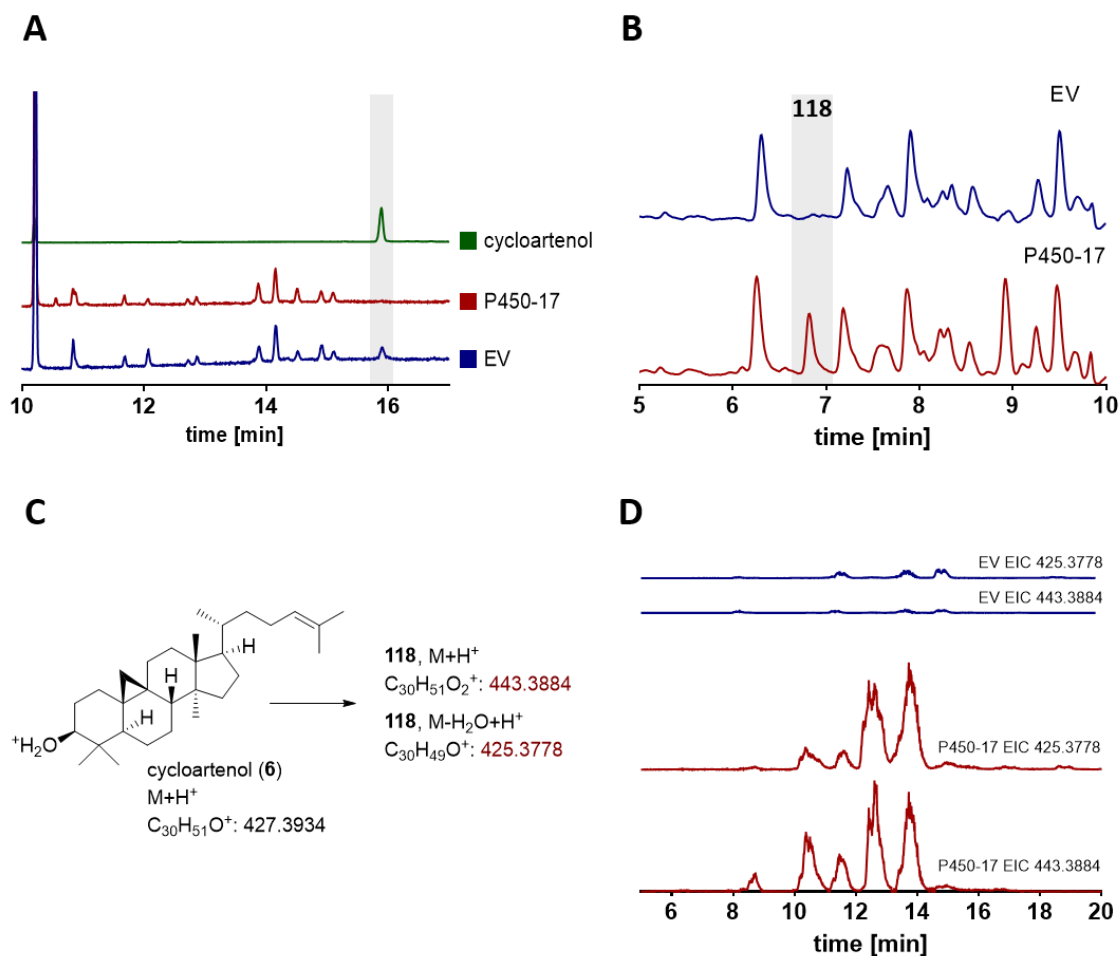 A
cycloartenol
P450-17
EV
10 12 14 16
time [min]
B
118
EV
P450-17
5 6 7 8 9 10
time [min]
C
H
H
H
⁺H₂O
cycloartenol (6)
M+H⁺
C₃₀H₅₁O⁺: 427.3934
118, M+H⁺
C₃₀H₅₁O₂⁺: 443.3884
118, M-H₂O+H⁺
C₃₀H₄₉O⁺: 425.3778
D
EV EIC 425.3778
EV EIC 443.3884
P450-17 EIC 425.3778
P450-17 EIC 443.3884
6 8 10 12 14 16 18 20
time [min]